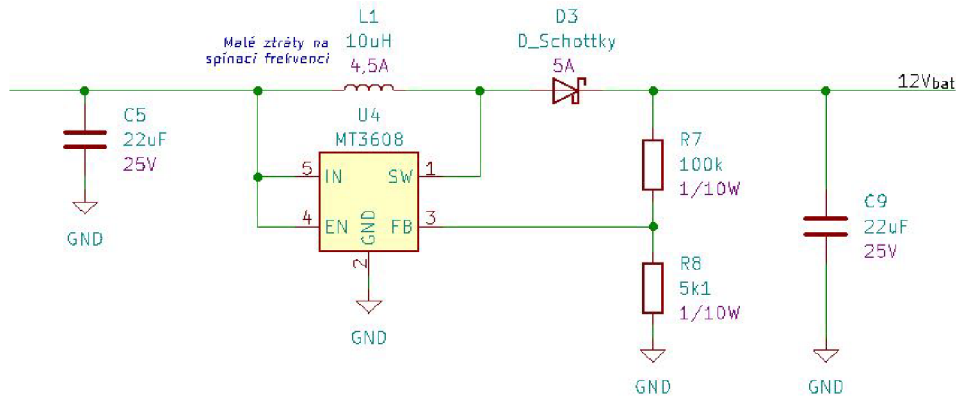 L1
10uH
4,5A
Malé ztráty na
spínací frekvenci
D3
D_Schottky
5A
12Vbat
C5
22uF
25V
GND
U4
MT3608
5 IN SW 1
4 EN GND FB 3
2
GND
R7
100k
1/10W
R8
5k1
1/10W
GND
C9
22uF
25V
GND